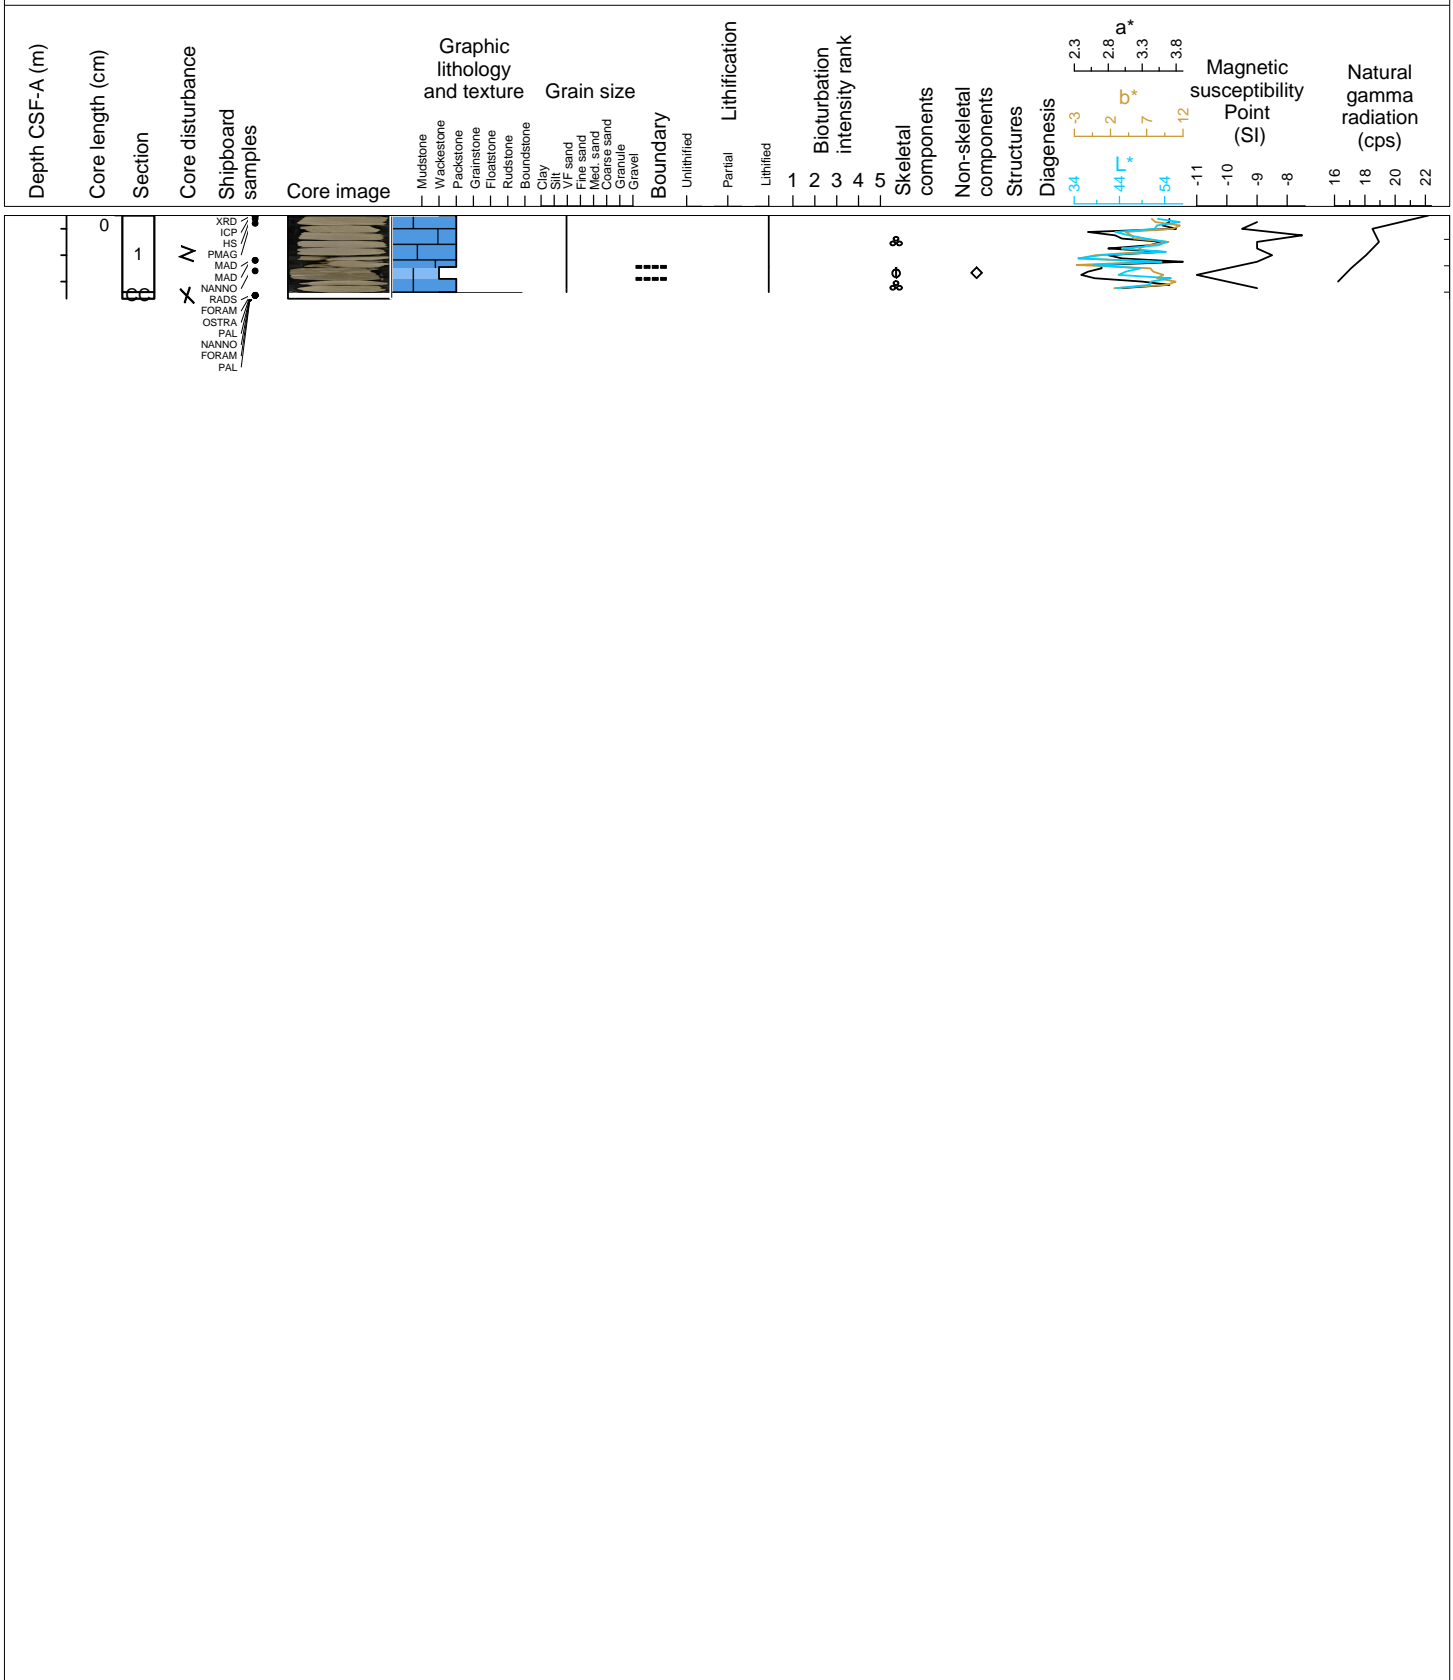 Depth CSF-A (m)
Core length (cm)
Section
Core disturbance
Shipboard
samples
Core image
Graphic
lithology
and texture
Mudstone
Wackestone
Packstone
Grainstone
Floatstone
Rudstone
Boundstone
Grain size
Clay
Silt
VF sand
Fine sand
Med. sand
Coarse sand
Granule
Gravel
Boundary
Lithification
Unlithified
Partial
Lithified
Bioturbation
intensity rank
1 2 3 4 5
Skeletal
components
Non-skeletal
components
Structures
Diagenesis
a*
2.3 2.8 3.3 3.8
b*
-3 2 7 12
L*
34 44 54
Magnetic
susceptibility
Point
(SI)
-11 -10 -9 -8
Natural
gamma
radiation
(cps)
16 18 20 22
0
1
CC
XRD
ICP
HS
PMAG
MAD
MAD
NANNO
RADS
FORAM
OSTRA
PAL
NANNO
FORAM
PAL